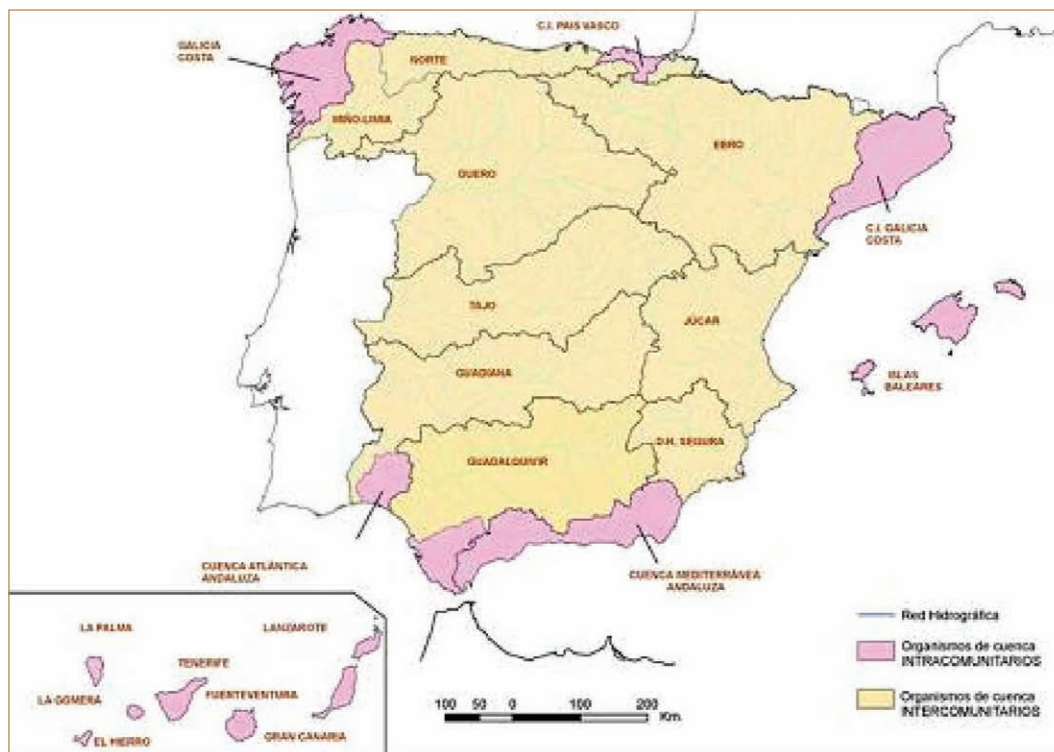 C.I. PAIS VASCO
GALICIA
COSTA
NORTE
MIÑO-LIMIA
EBRO
DUERO
C.I. GALICIA
COSTA
TAJO
JÚCAR
GUADIANA
ISLAS
BALEARES
D.H. SEGURA
GUADALQUIVIR
CUENCA ATLÁNTICA
ANDALUZA
CUENCA MEDITERRÁNEA
ANDALUZA
LA PALMA
LANZAROTE
TENERIFE
LA GOMERA
FUERTEVENTURA
EL HIERRO
GRAN CANARIA
Red Hidrográfica
Organismos de cuenca
INTRACOMUNITARIOS
Organismos de cuenca
INTERCOMUNITARIOS
100 50 0 100 200
Km.